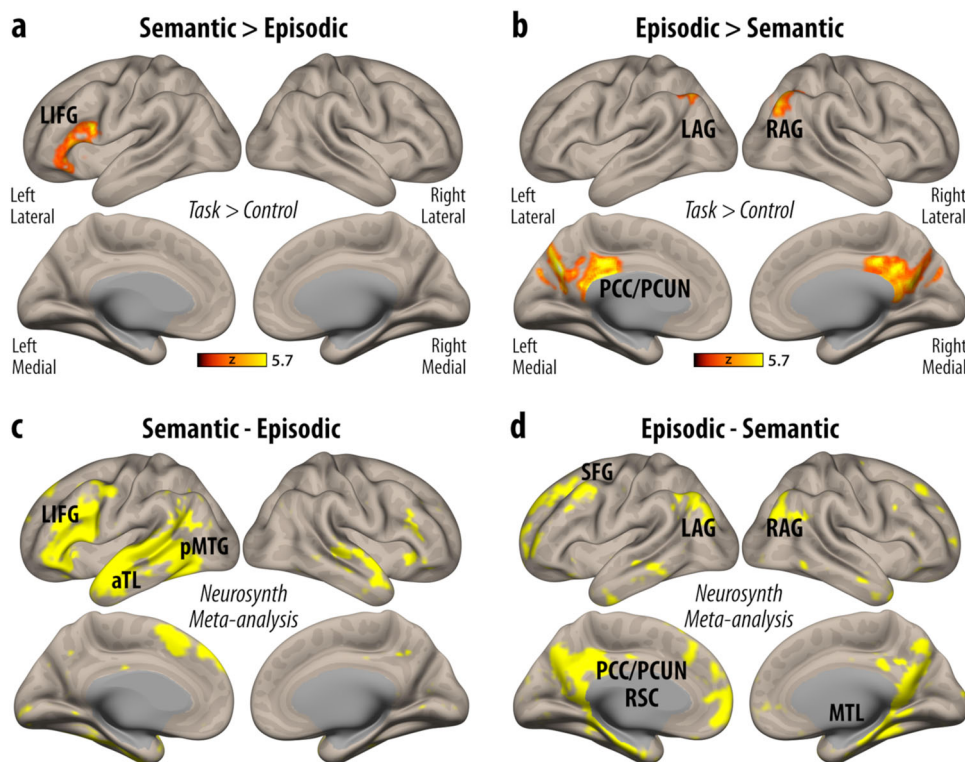 a
Semantic > Episodic
LIFG
Left
Lateral
Task > Control
Right
Lateral
Left
Medial
z
5.7
Right
Medial
b
Episodic > Semantic
LAG
RAG
Left
Lateral
Task > Control
Right
Lateral
PCC/PCUN
Left
Medial
z
5.7
Right
Medial
c
Semantic - Episodic
LIFG
pMTG
aTL
Neurosynth
Meta-analysis
d
Episodic - Semantic
SFG
LAG
RAG
Neurosynth
Meta-analysis
PCC/PCUN
RSC
MTL